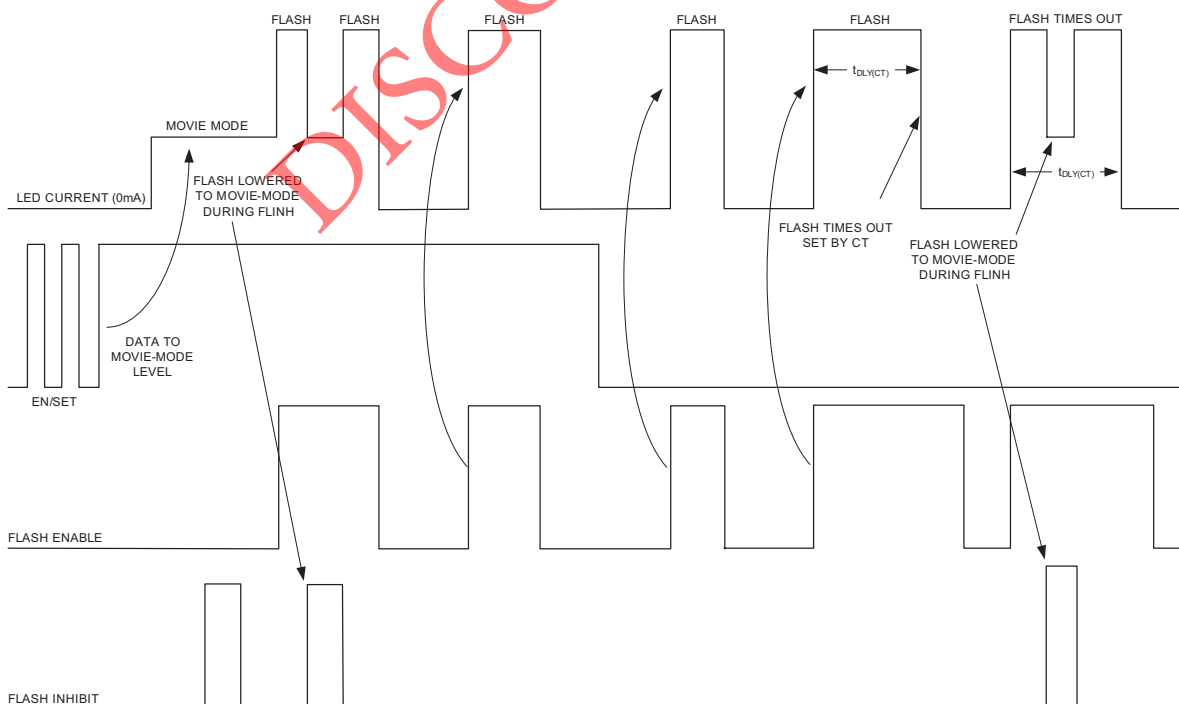 FLASH
FLASH
FLASH
FLASH
FLASH
FLASH TIMES OUT
tDLY(CT)
MOVIE MODE
LED CURRENT (0mA)
FLASH LOWERED
TO MOVIE-MODE
DURING FLINH
tDLY(CT)
FLASH TIMES OUT
SET BY CT
FLASH LOWERED
TO MOVIE-MODE
DURING FLINH
DATA TO
MOVIE-MODE
LEVEL
EN/SET
FLASH ENABLE
FLASH INHIBIT
DISCO